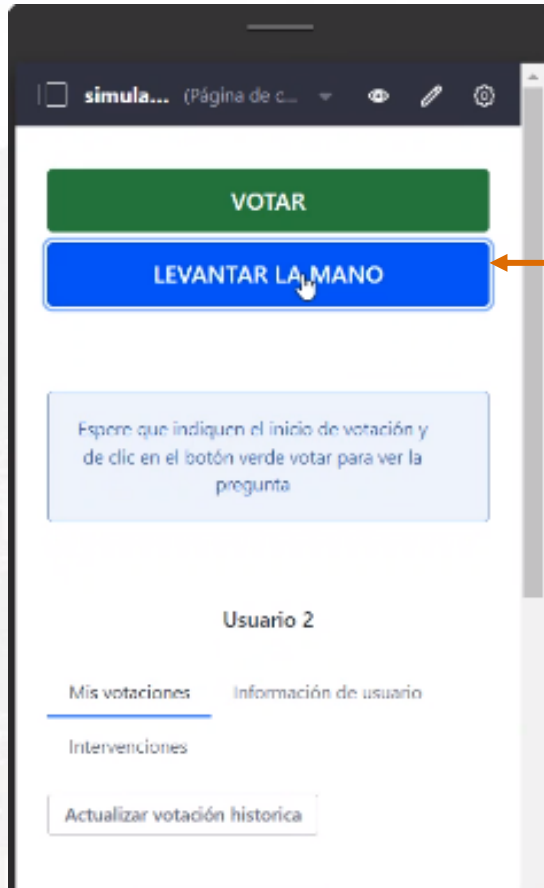 simula... (Página de c...
VOTAR
LEVANTAR LA MANO
Espere que indiquen el inicio de votación y
de clic en el botón verde votar para ver la
pregunta
Usuario 2
Mis votaciones Información de usuario
Intervenciones
Actualizar votación historica